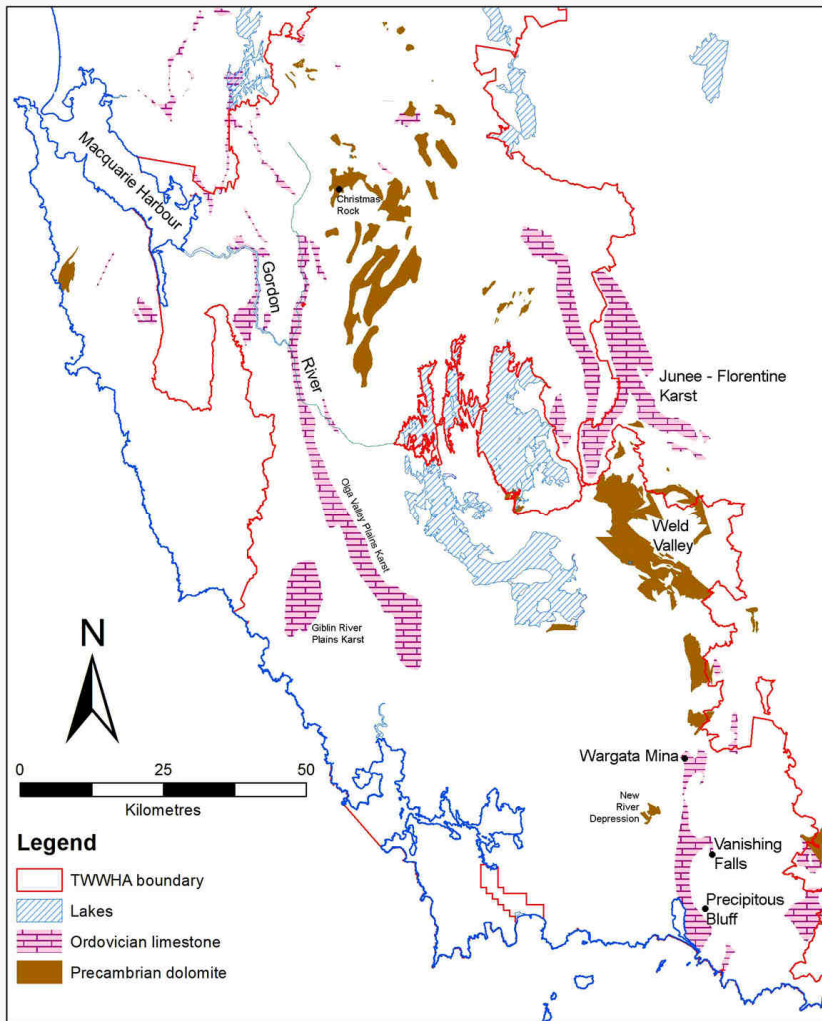 Macquarie Harbour
Christmas
Rock
Gordon
River
Junee - Florentine
Karst
Olga Valley Plains Karst
Weld
Valley
Giblin River
Plains Karst
N
Wargata Mina
0 25 50
Kilometres
New
River
Depression
Vanishing
Falls
Precipitous
Bluff
Legend
TWWHA boundary
Lakes
Ordovician limestone
Precambrian dolomite